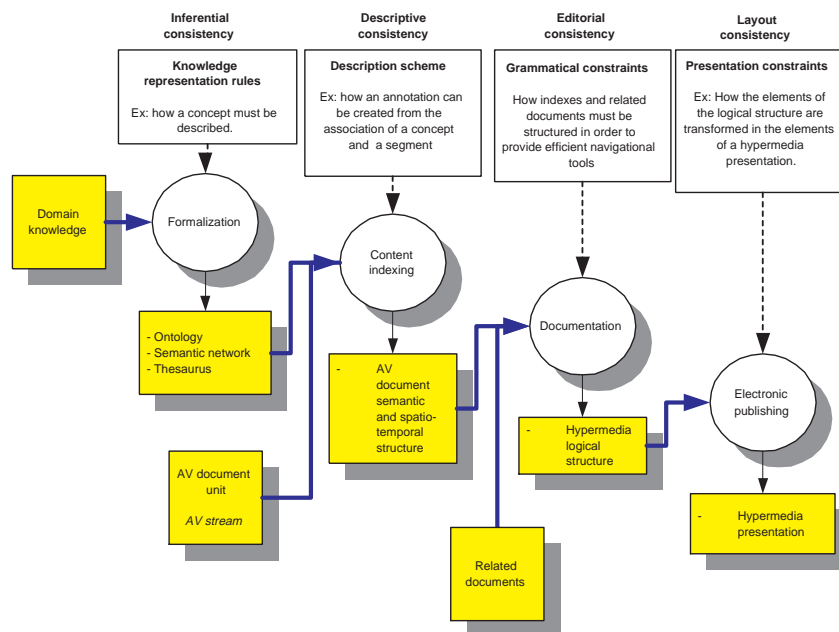 Inferential
consistency
Descriptive
consistency
Editorial
consistency
Layout
consistency
Knowledge
representation rules
Ex: how a concept must be
described.
Description scheme
Ex: how an annotation can
be created from the
association of a concept
and a segment
Grammatical constraints
How indexes and related
documents must be
structured in order to
provide efficient navigational
tools
Presentation constraints
Ex: How the elements of
the logical structure are
transformed in the elements
of a hypermedia
presentation.
Domain
knowledge
Formalization
Content
indexing
Documentation
Electronic
publishing
- Ontology
- Semantic network
- Thesaurus
- AV
document
semantic
and spatio-
temporal
structure
- Hypermedia
logical
structure
- Hypermedia
presentation
AV document
unit
AV stream
Related
documents